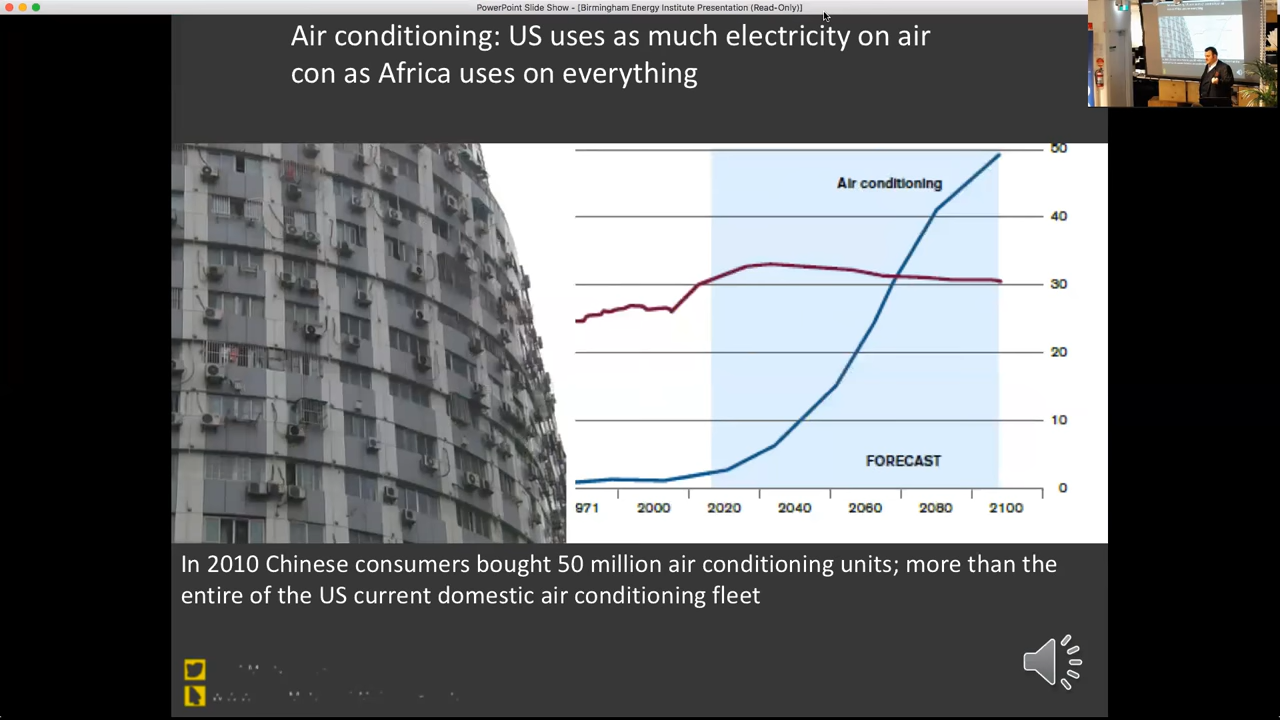 PowerPoint Slide Show - [Birmingham Energy Institute Presentation (Read-Only)]
Air conditioning: US uses as much electricity on air
con as Africa uses on everything
50
Air conditioning
40
30
20
10
FORECAST
0
971 2000 2020 2040 2060 2080 2100
In 2010 Chinese consumers bought 50 million air conditioning units; more than the
entire of the US current domestic air conditioning fleet